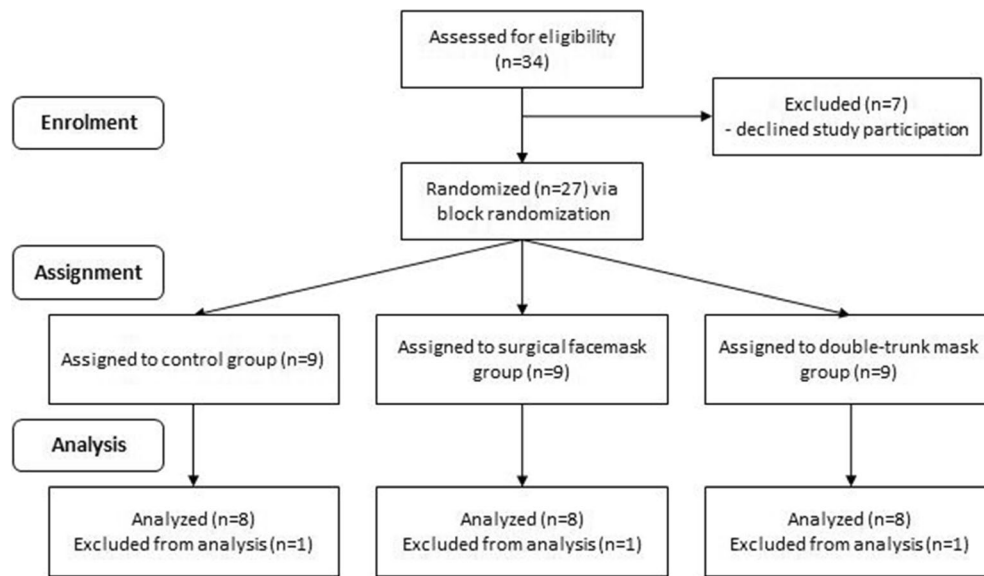 Assessed for eligibility
(n=34)
Enrolment
Excluded (n=7)
- declined study participation
Randomized (n=27) via
block randomization
Assignment
Assigned to control group (n=9)
Assigned to surgical facemask
group (n=9)
Assigned to double-trunk mask
group (n=9)
Analysis
Analyzed (n=8)
Excluded from analysis (n=1)
Analyzed (n=8)
Excluded from analysis (n=1)
Analyzed (n=8)
Excluded from analysis (n=1)